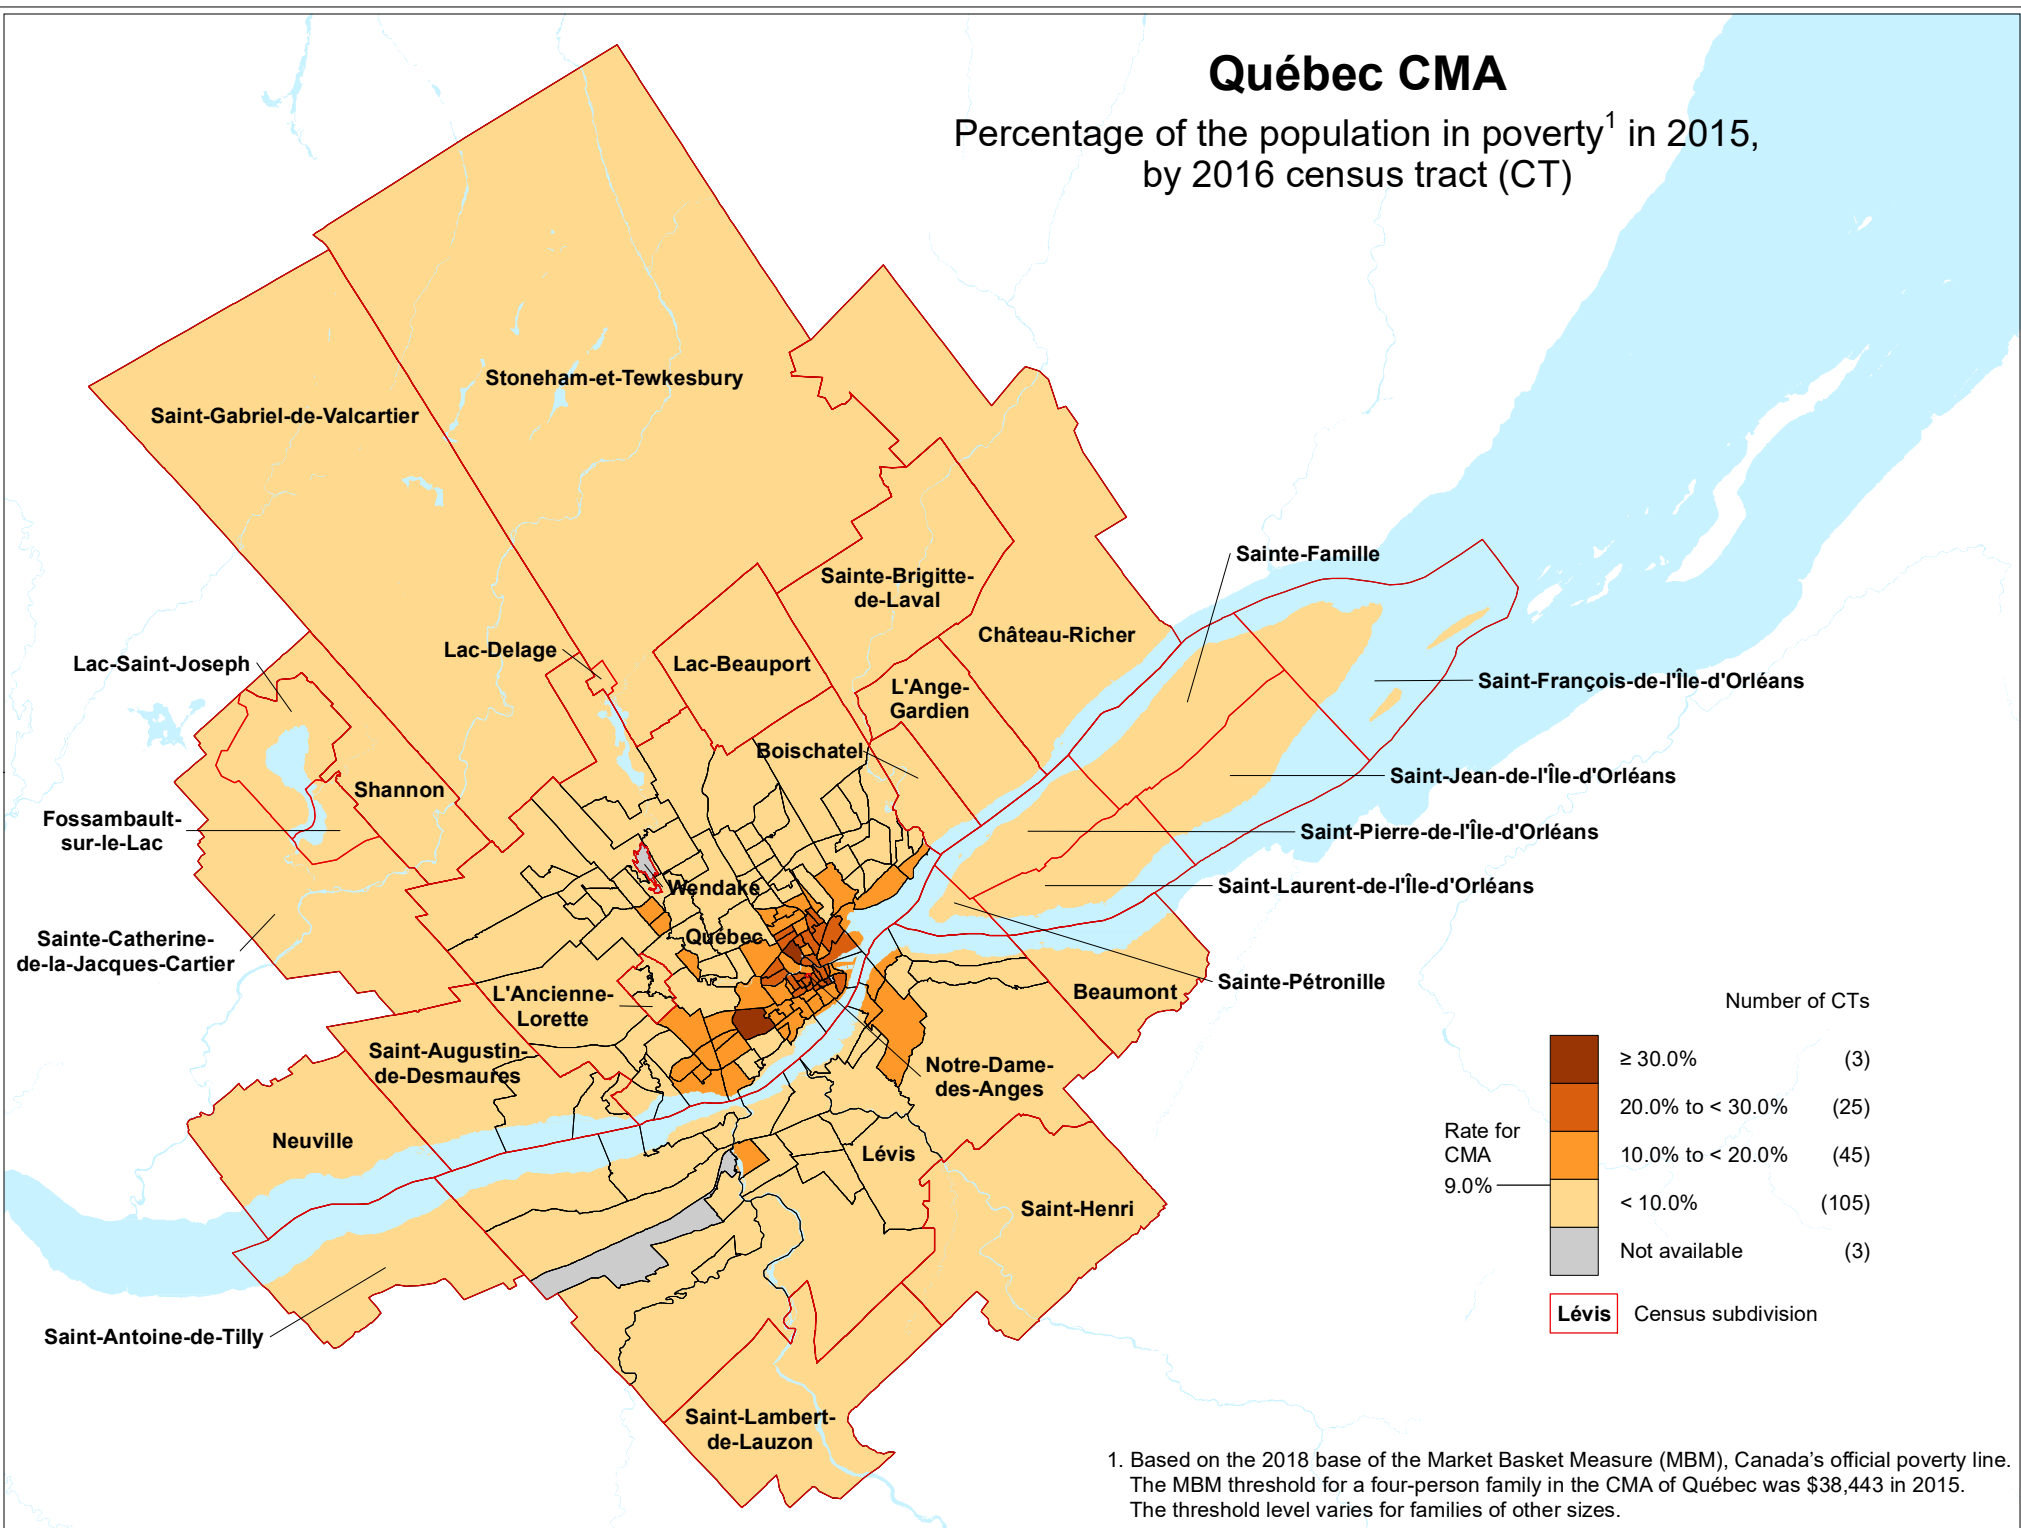 Québec CMA
Percentage of the population in poverty1 in 2015,
by 2016 census tract (CT)
Stoneham-et-Tewkesbury
Saint-Gabriel-de-Valcartier
Sainte-Famille
Sainte-Brigitte-
de-Laval
Château-Richer
Lac-Delage
Lac-Saint-Joseph
Lac-Beauport
Saint-François-de-l'Île-d'Orléans
L'Ange-
Gardien
Boischatel
Saint-Jean-de-l'Île-d'Orléans
Shannon
Fossambault-
sur-le-Lac
Saint-Pierre-de-l'Île-d'Orléans
Wendake
Saint-Laurent-de-l'Île-d'Orléans
Québec
Sainte-Catherine-
de-la-Jacques-Cartier
Sainte-Pétronille
Beaumont
L'Ancienne-
Lorette
Saint-Augustin-
de-Desmaures
Notre-Dame-
des-Anges
Neuville
Lévis
Saint-Henri
Saint-Antoine-de-Tilly
Saint-Lambert-
de-Lauzon
Number of CTs
≥ 30.0% (3)
20.0% to < 30.0% (25)
10.0% to < 20.0% (45)
< 10.0% (105)
Not available (3)
Rate for
CMA
9.0%
Lévis Census subdivision
1. Based on the 2018 base of the Market Basket Measure (MBM), Canada's official poverty line.
The MBM threshold for a four-person family in the CMA of Québec was $38,443 in 2015.
The threshold level varies for families of other sizes.